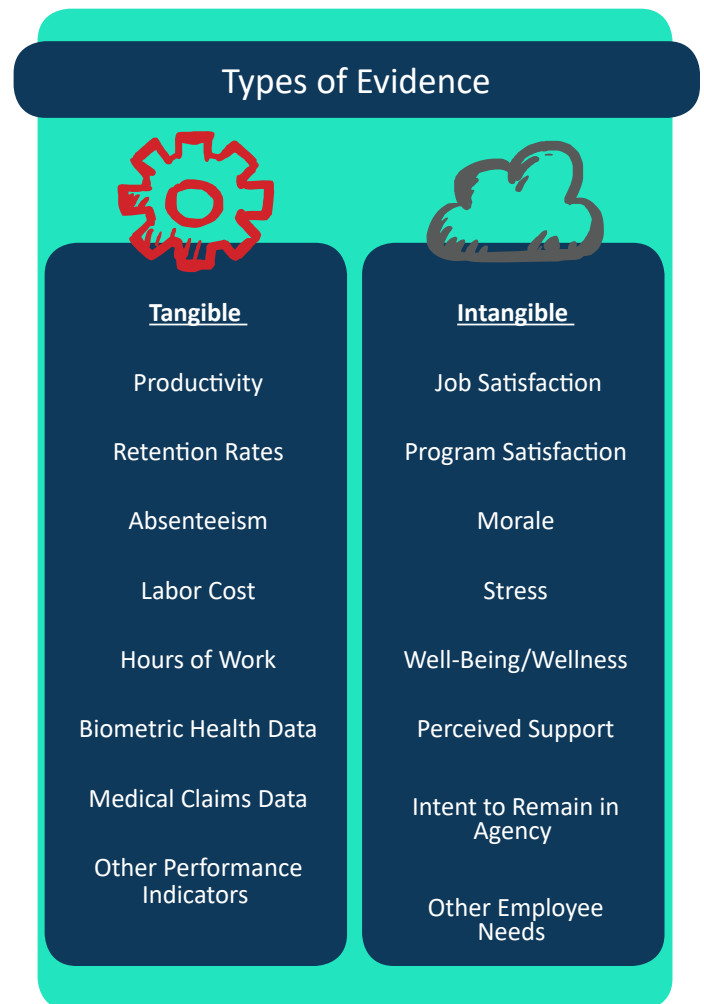 Types of Evidence
Tangible
Productivity
Retention Rates
Absenteeism
Labor Cost
Hours of Work
Biometric Health Data
Medical Claims Data
Other Performance
Indicators
Intangible
Job Satisfaction
Program Satisfaction
Morale
Stress
Well-Being/Wellness
Perceived Support
Intent to Remain in
Agency
Other Employee
Needs